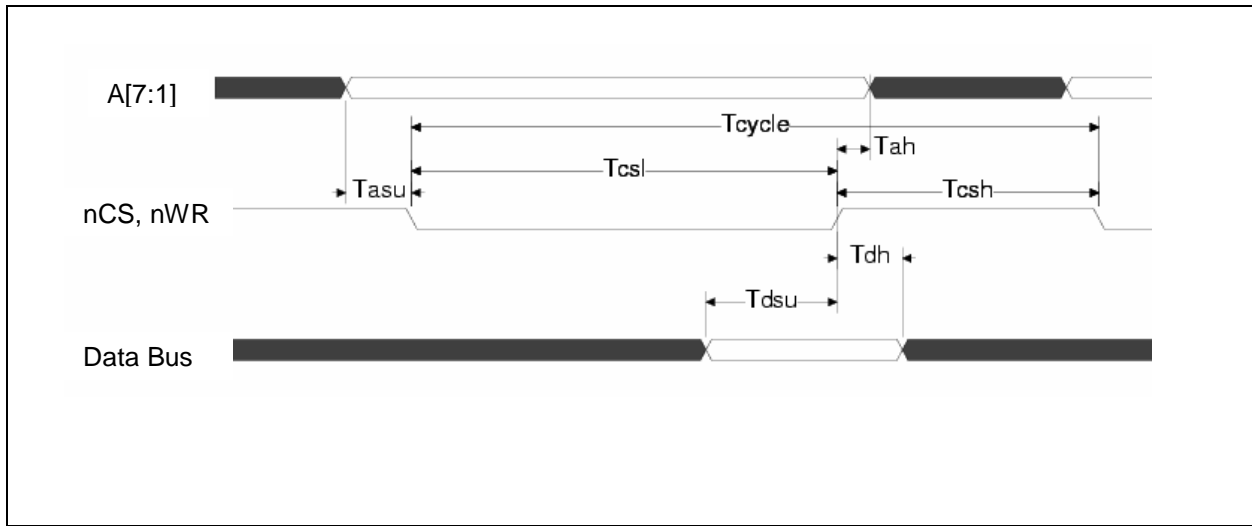 A[7:1]
Tcycle
Tah
Tcsl
Tasu
Tcsh
nCS, nWR
Tdh
Tdsu
Data Bus